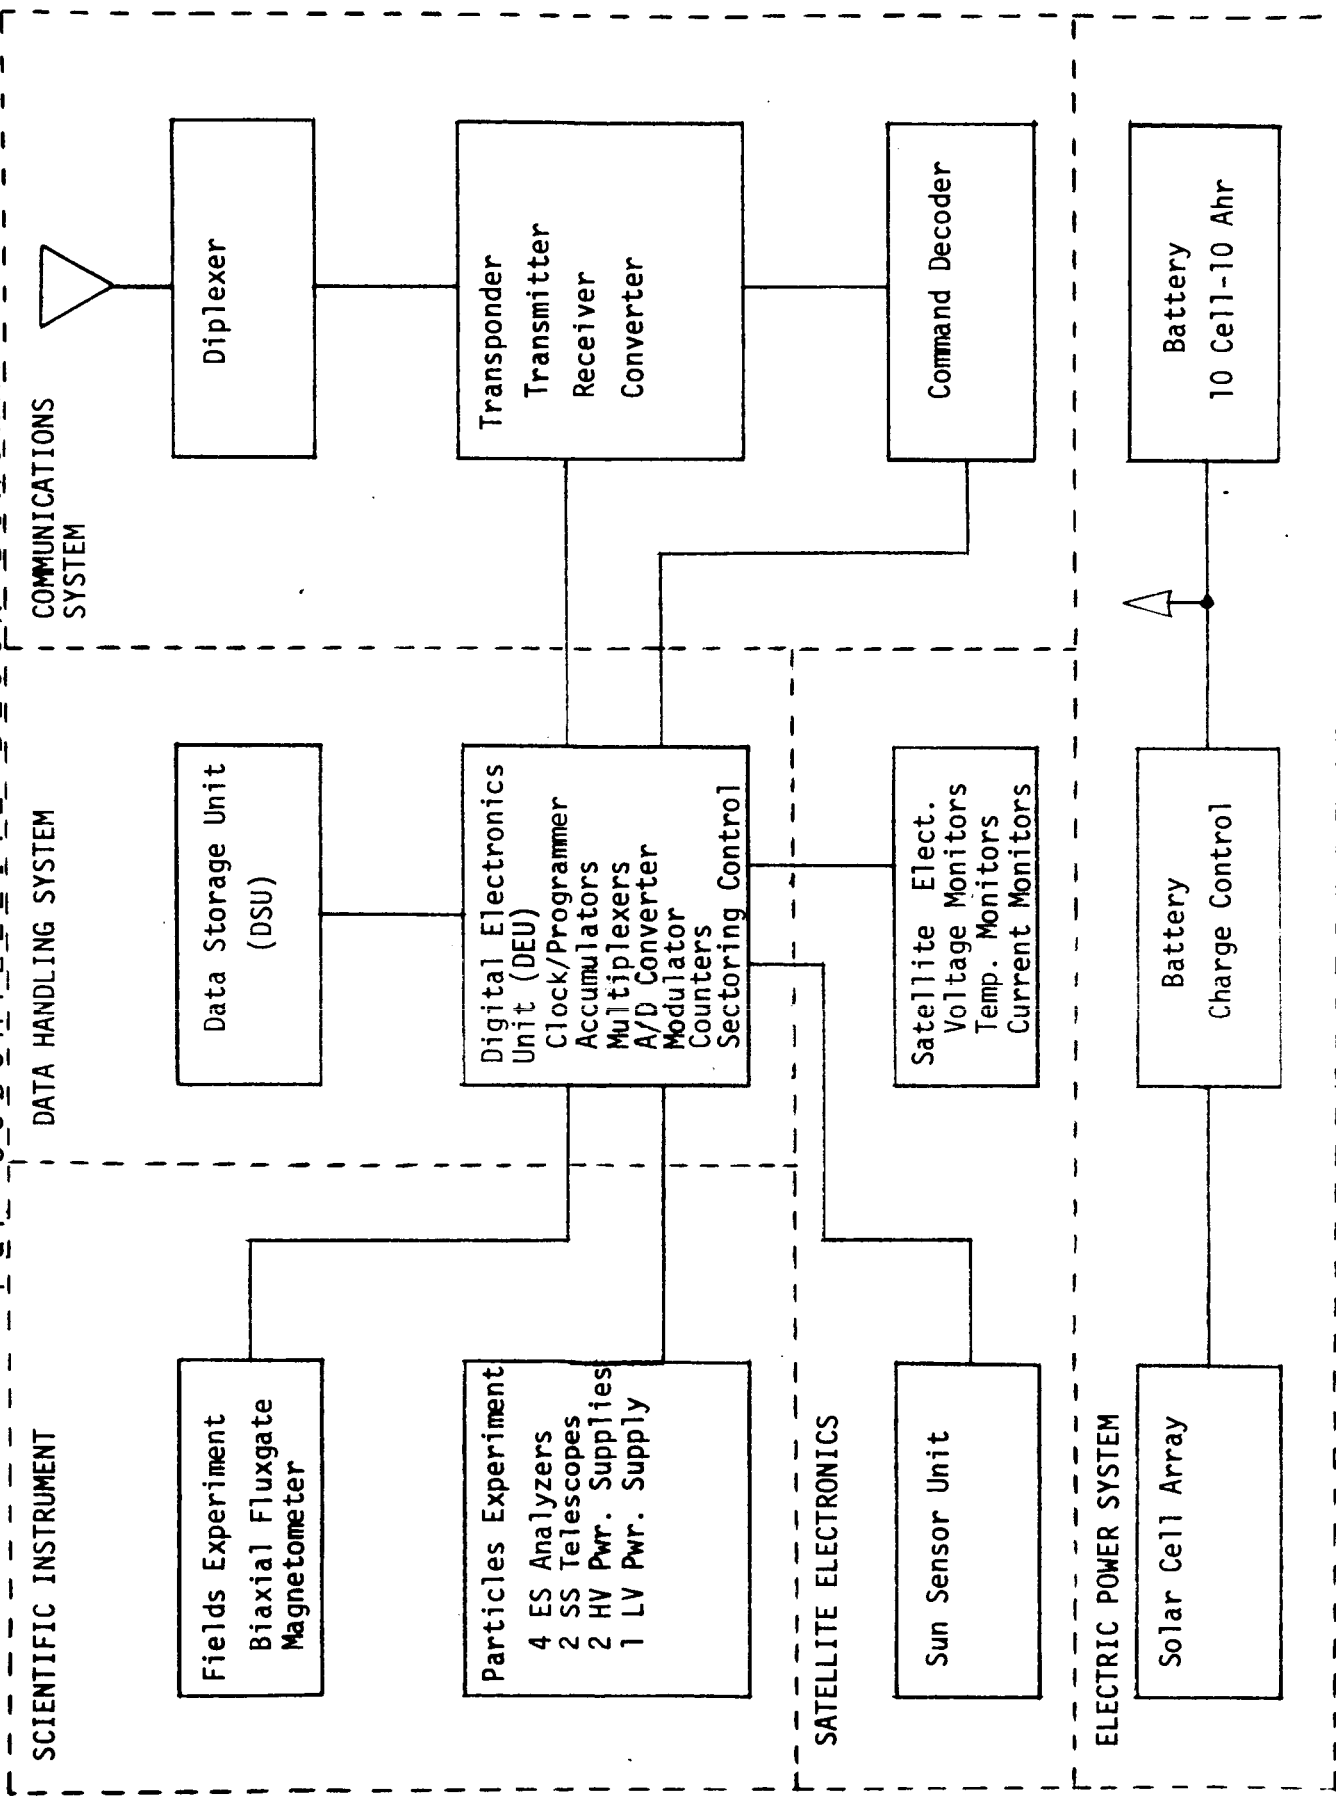 SCIENTIFIC INSTRUMENT
Fields Experiment
Biaxial Fluxgate
Magnetometer
Particles Experiment
4 ES Analyzers
2 SS Telescopes
2 HV Pwr. Supplies
1 LV Pwr. Supply
DATA HANDLING SYSTEM
Data Storage Unit
(DSU)
Digital Electronics
Unit (DEU)
Clock/Programmer
Accumulators
Multiplexers
A/D Converter
Modulator
Counters
Sectoring Control
COMMUNICATIONS
SYSTEM
Diplexer
Transponder
Transmitter
Receiver
Converter
Command Decoder
SATELLITE ELECTRONICS
Sun Sensor Unit
Satellite Elect.
Voltage Monitors
Temp. Monitors
Current Monitors
ELECTRIC POWER SYSTEM
Solar Cell Array
Battery
Charge Control
Battery
10 Cell-10 Ahr